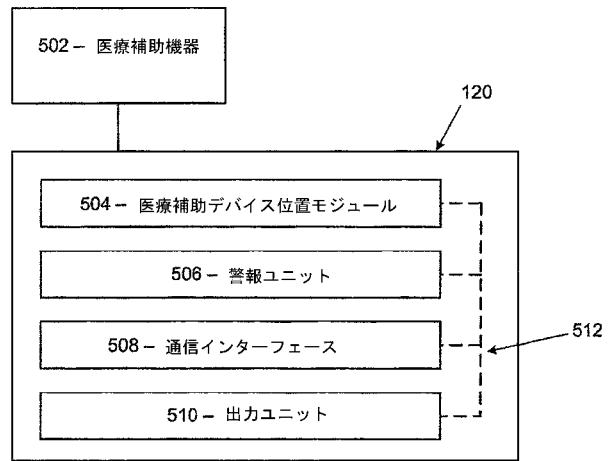 502 － 医療補助機器
120
504 － 医療補助デバイス位置モジュール
506 － 警報ユニット
508 － 通信インターフェース
512
510 － 出力ユニット